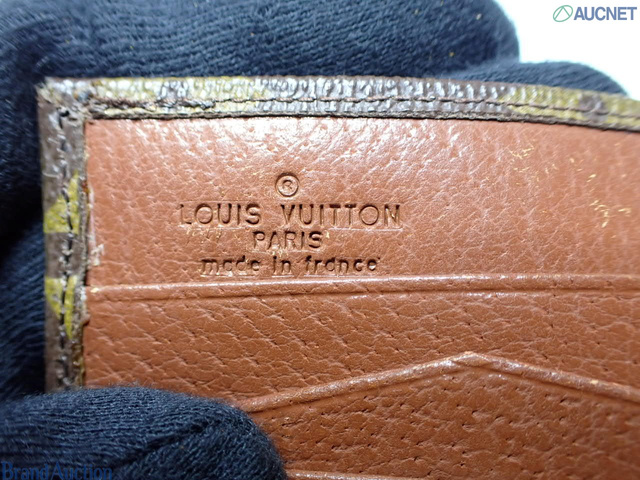 AUCNET
®
LOUIS VUITTON
PARIS
made in france
Brand Auction